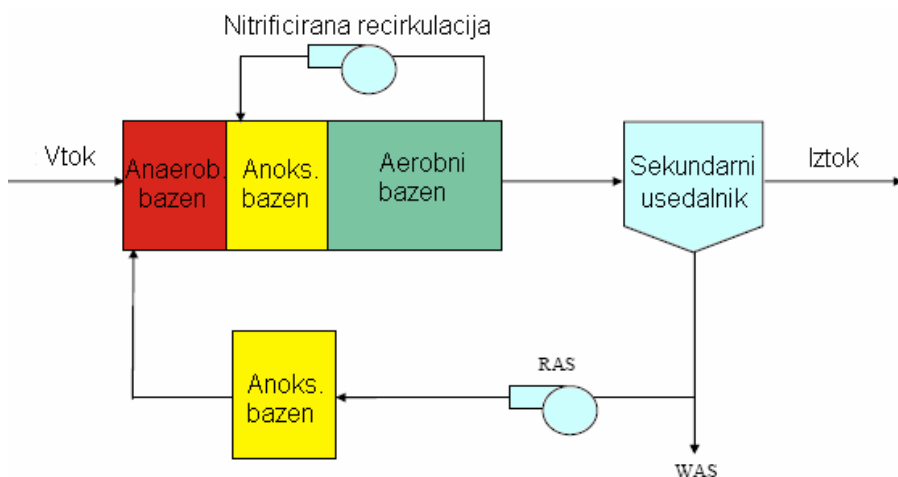 Nitrificirana recirkulacija
: Vtok
Anaerob.
bazen
Anoks.
bazen
Aerobni
bazen
Sekundarni
usedalnik
Iztok
Anoks.
bazen
RAS
WAS